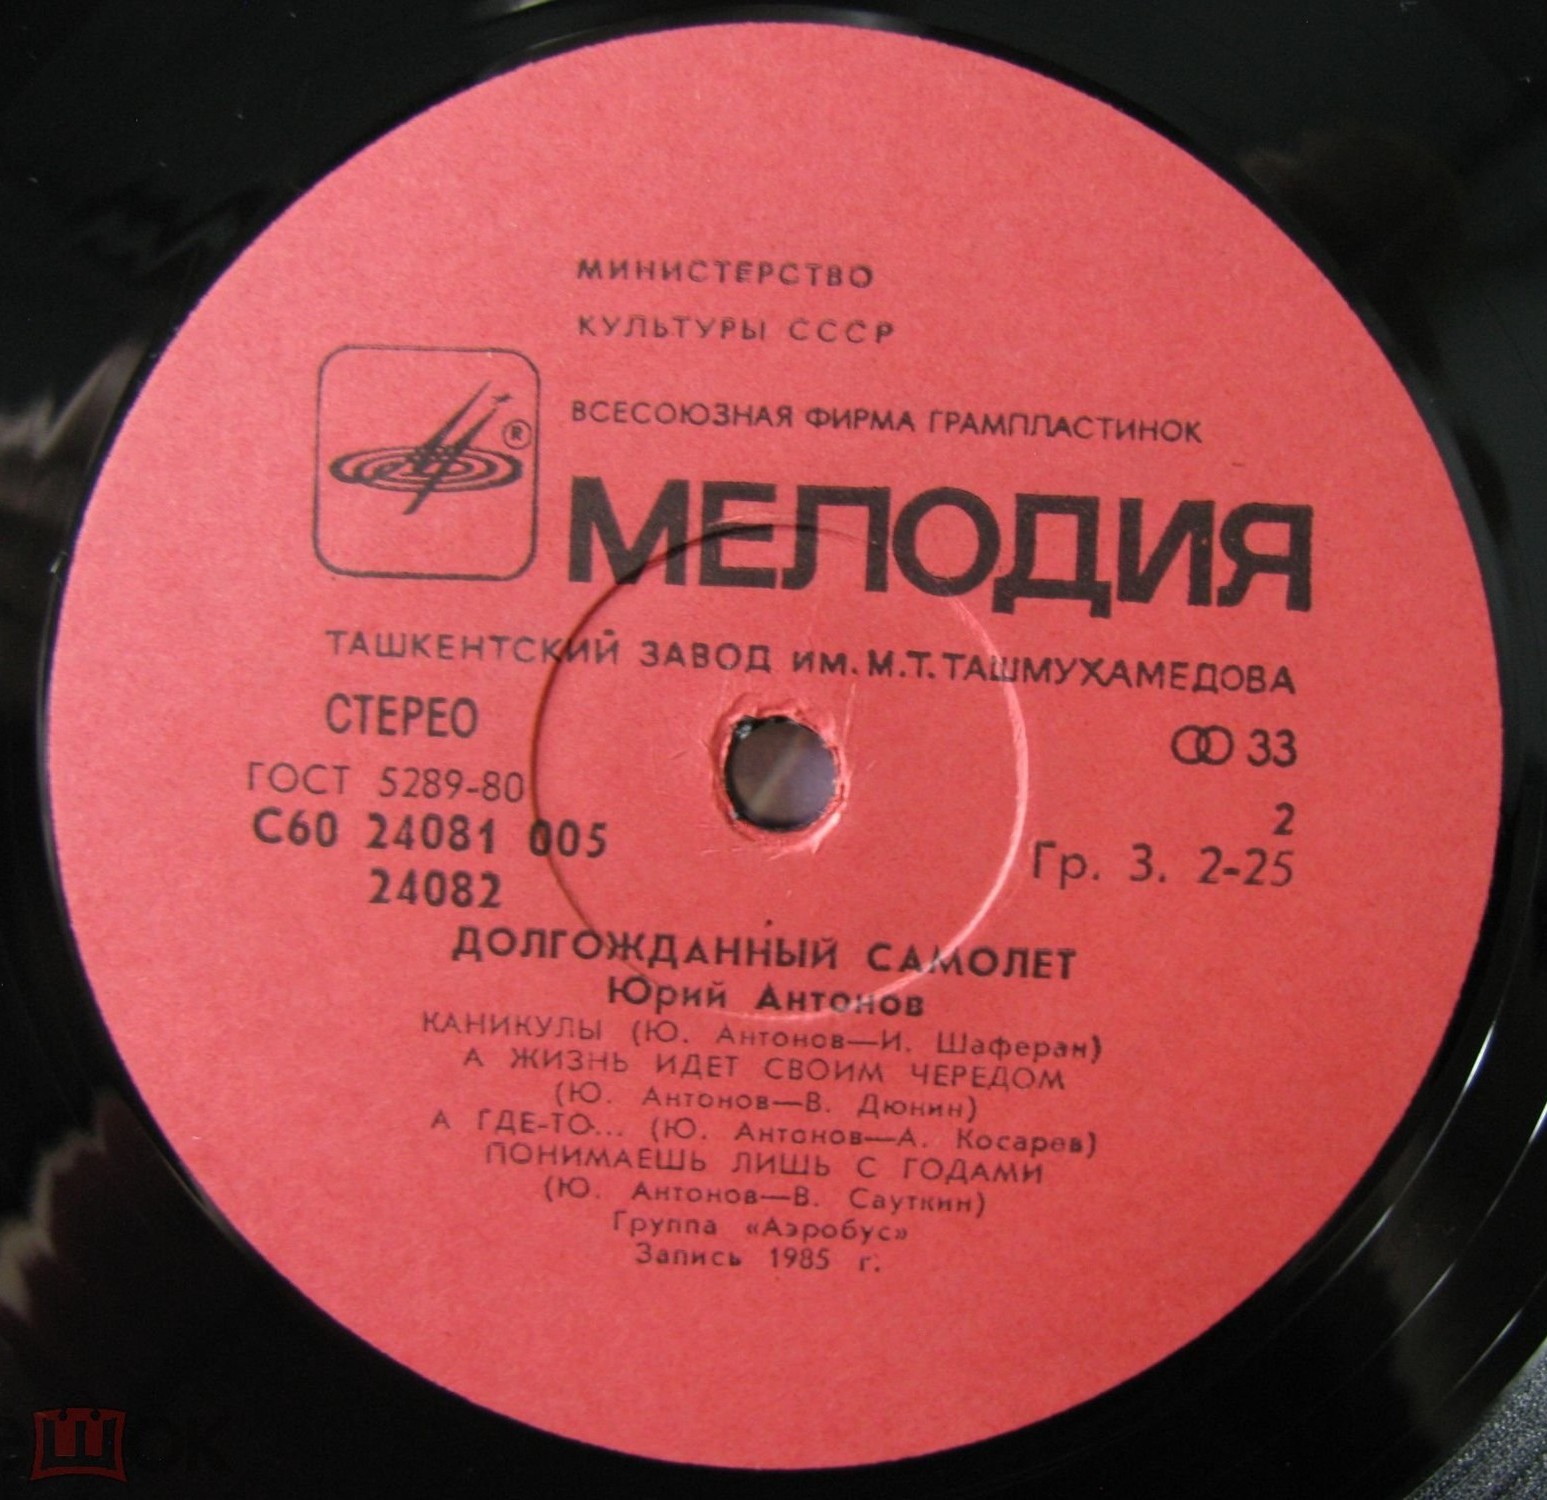 МИНИСТЕРСТВО
КУЛЬТУРЫ СССР
ВСЕСОЮЗНАЯ ФИРМА ГРАМПЛАСТИНОК
®
МЕЛОДИЯ
ТАШКЕНТСКИЙ ЗАВОД ИМ. М.Т. ТАШМУХАМЕДОВА
СТЕРЕО
33
ГОСТ 5289-80
2
С60 24081 005
Гр. 3. 2-25
24082
ДОЛГОЖДАННЫЙ САМОЛЕТ
Юрий Антонов
КАНИКУЛЫ (Ю. Антонов—И. Шаферан)
А ЖИЗНЬ ИДЕТ СВОИМ ЧЕРЕДОМ
(Ю. Антонов—В. Дюнин)
А ГДЕ-ТО... (Ю. Антонов—А. Косарев)
ПОНИМАЕШЬ ЛИШЬ С ГОДАМИ
(Ю. Антонов—В. Сауткин)
Группа «Аэробус»
Запись 1985 г.